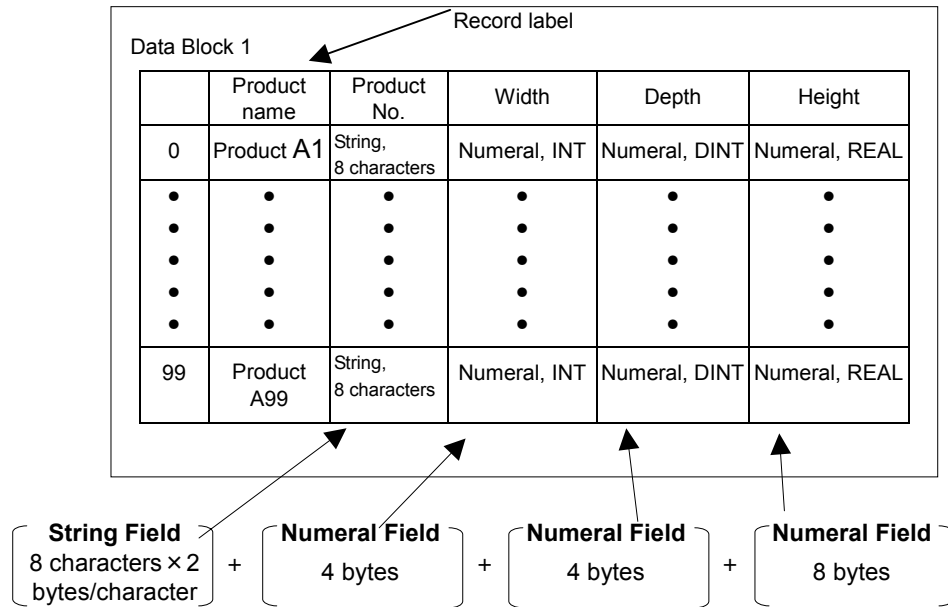 Record label
Data Block 1
Product name Product No. Width Depth Height
0 Product A1 String, 8 characters Numeral, INT Numeral, DINT Numeral, REAL
• • • • • •
• • • • • •
• • • • • •
• • • • • •
• • • • • •
99 Product A99 String, 8 characters Numeral, INT Numeral, DINT Numeral, REAL
String Field
8 characters × 2
bytes/character
+
Numeral Field
4 bytes
+
Numeral Field
4 bytes
+
Numeral Field
8 bytes